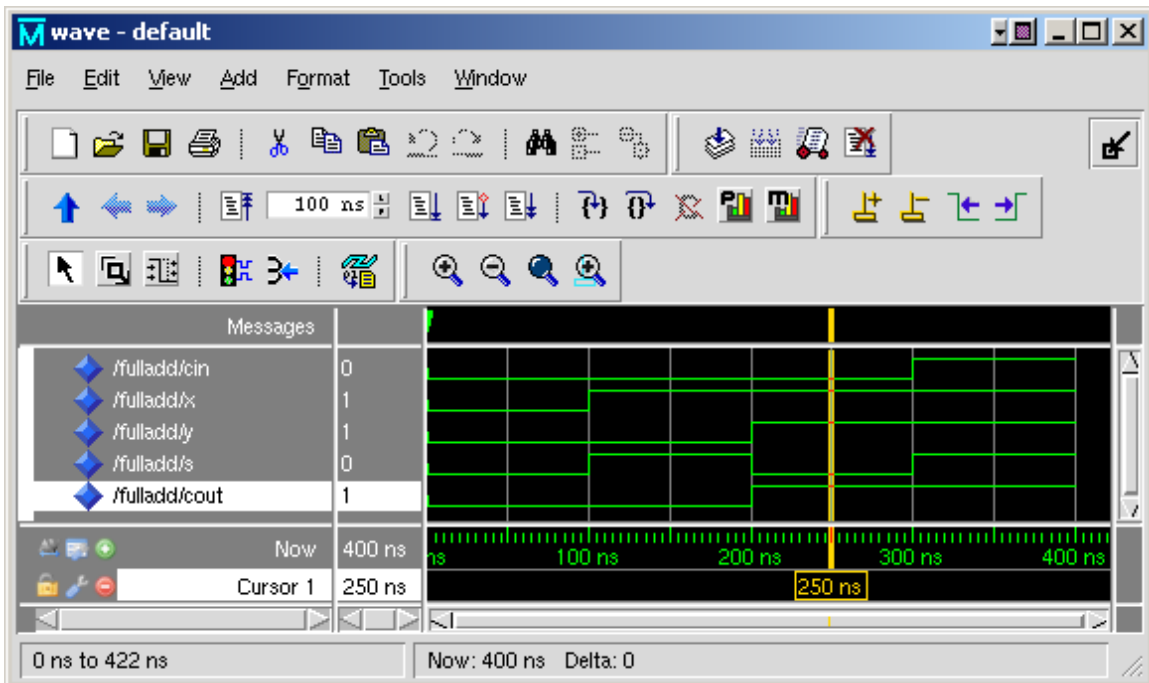 wave - default
File Edit View Add Format Tools Window
100 ns
Messages
/fulladd/cin 0
/fulladd/x 1
/fulladd/y 1
/fulladd/s 0
/fulladd/cout 1
Now 400 ns
ns 100 ns 200 ns 300 ns 400 ns
Cursor 1 250 ns
250 ns
0 ns to 422 ns
Now: 400 ns Delta: 0